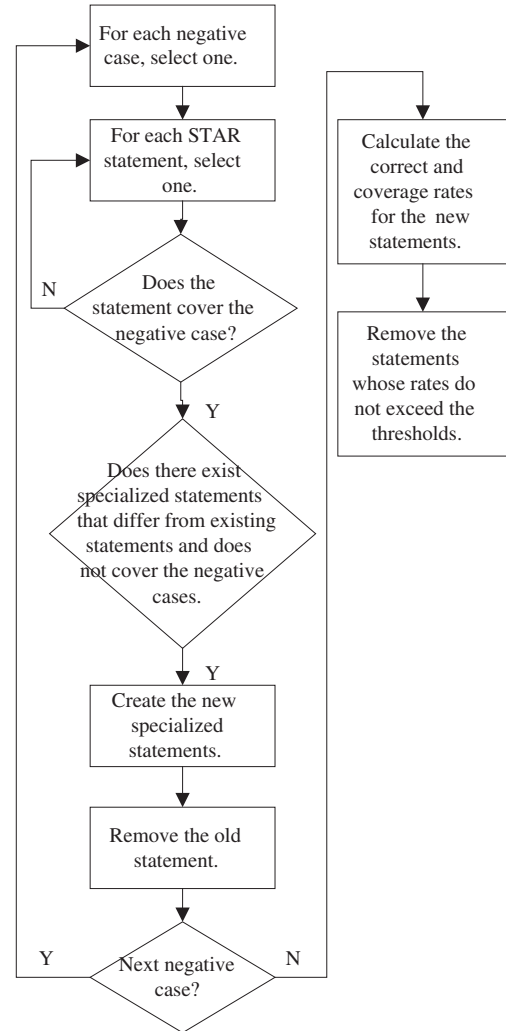 For each negative
case, select one.
For each STAR
statement, select
one.
Does the
statement cover the
negative case?
N
Y
Does there exist
specialized statements
that differ from existing
statements and does
not cover the negative
cases.
Y
Create the new
specialized
statements.
Remove the old
statement.
Next negative
case?
Y
N
Calculate the
correct and
coverage rates
for the new
statements.
Remove the
statements
whose rates do
not exceed the
thresholds.